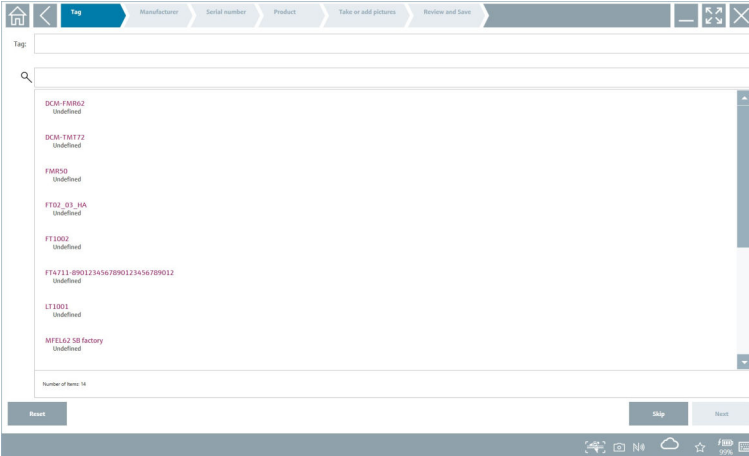 Tag
Manufacturer
Serial number
Product
Take or add pictures
Review and Save
Tag:
DCM-FMR62
Undefined
DCM-TMT72
Undefined
FMR50
Undefined
FT02_03_HA
Undefined
FT1002
Undefined
FT4711-8901234567890123456789012
Undefined
LT1001
Undefined
MFEL62 SB factory
Undefined
Number of Items: 14
Reset
Skip
Next
99%